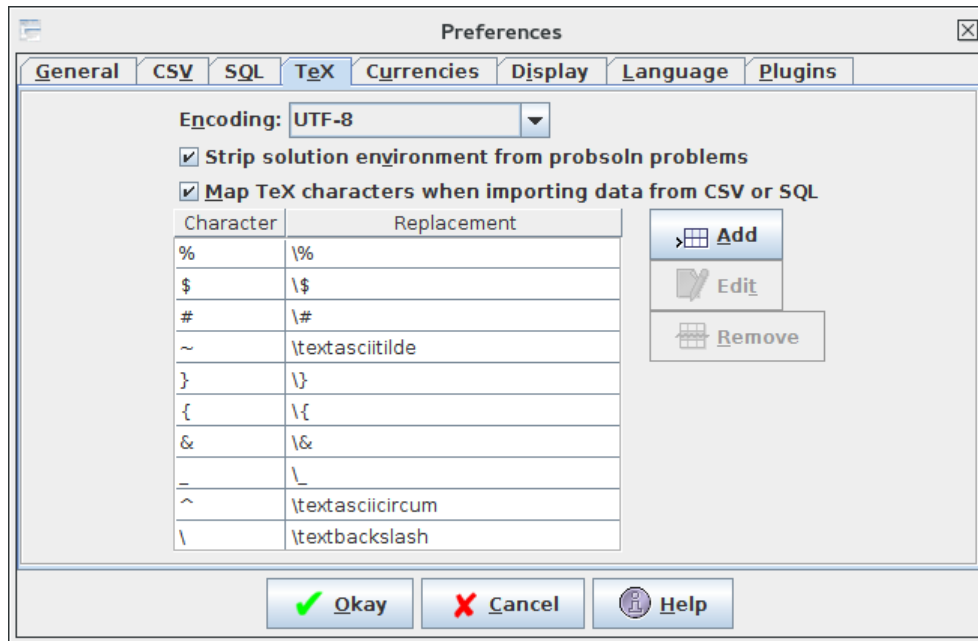 Preferences
General CSV SQL TeX Currencies Display Language Plugins
Encoding: UTF-8
Strip solution environment from probsoln problems
Map TeX characters when importing data from CSV or SQL
Character Replacement
% \%
$ \$
# \#
~ \textasciitilde
} \}
{ \{
& \&
_ \_
^ \textasciicircum
\ \textbackslash
Add
Edit
Remove
Okay Cancel Help